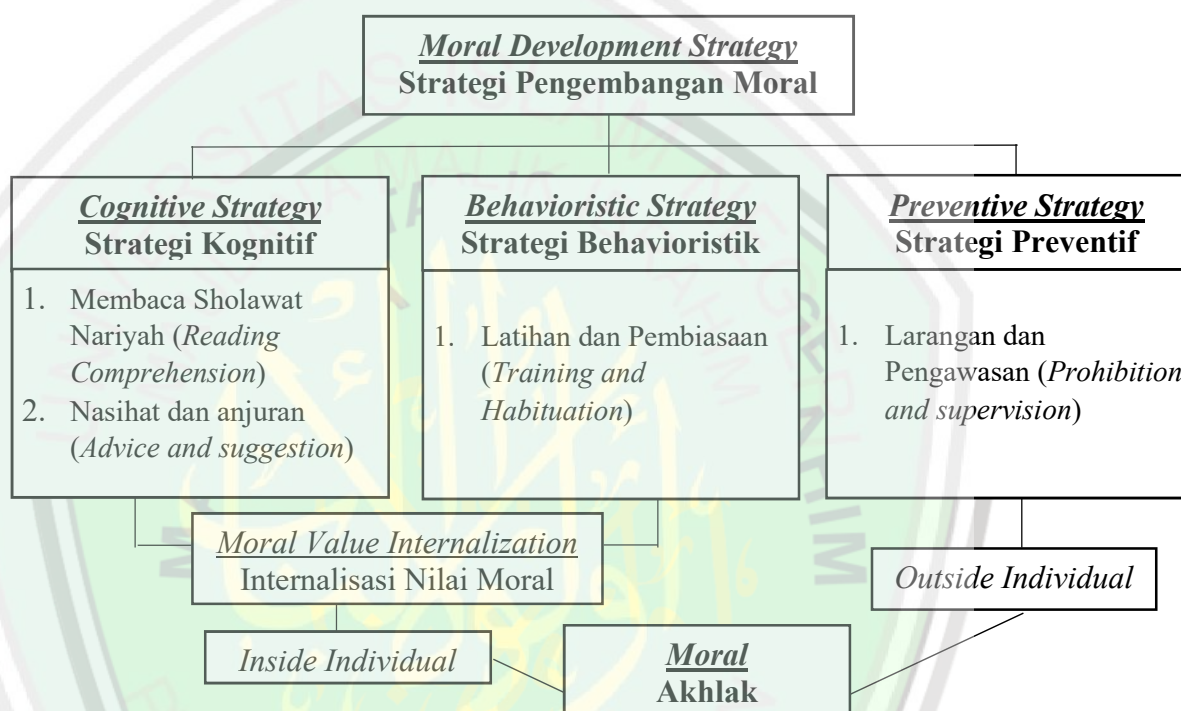 Moral Development Strategy
Strategi Pengembangan Moral
Cognitive Strategy
Strategi Kognitif
1. Membaca Sholawat
Nariyah (Reading
Comprehension)
2. Nasihat dan anjuran
(Advice and suggestion)
Behavioristic Strategy
Strategi Behavioristik
1. Latihan dan Pembiasaan
(Training and
Habituation)
Preventive Strategy
Strategi Preventif
1. Larangan dan
Pengawasan (Prohibition
and supervision)
Moral Value Internalization
Internalisasi Nilai Moral
Outside Individual
Inside Individual
Moral
Akhlak